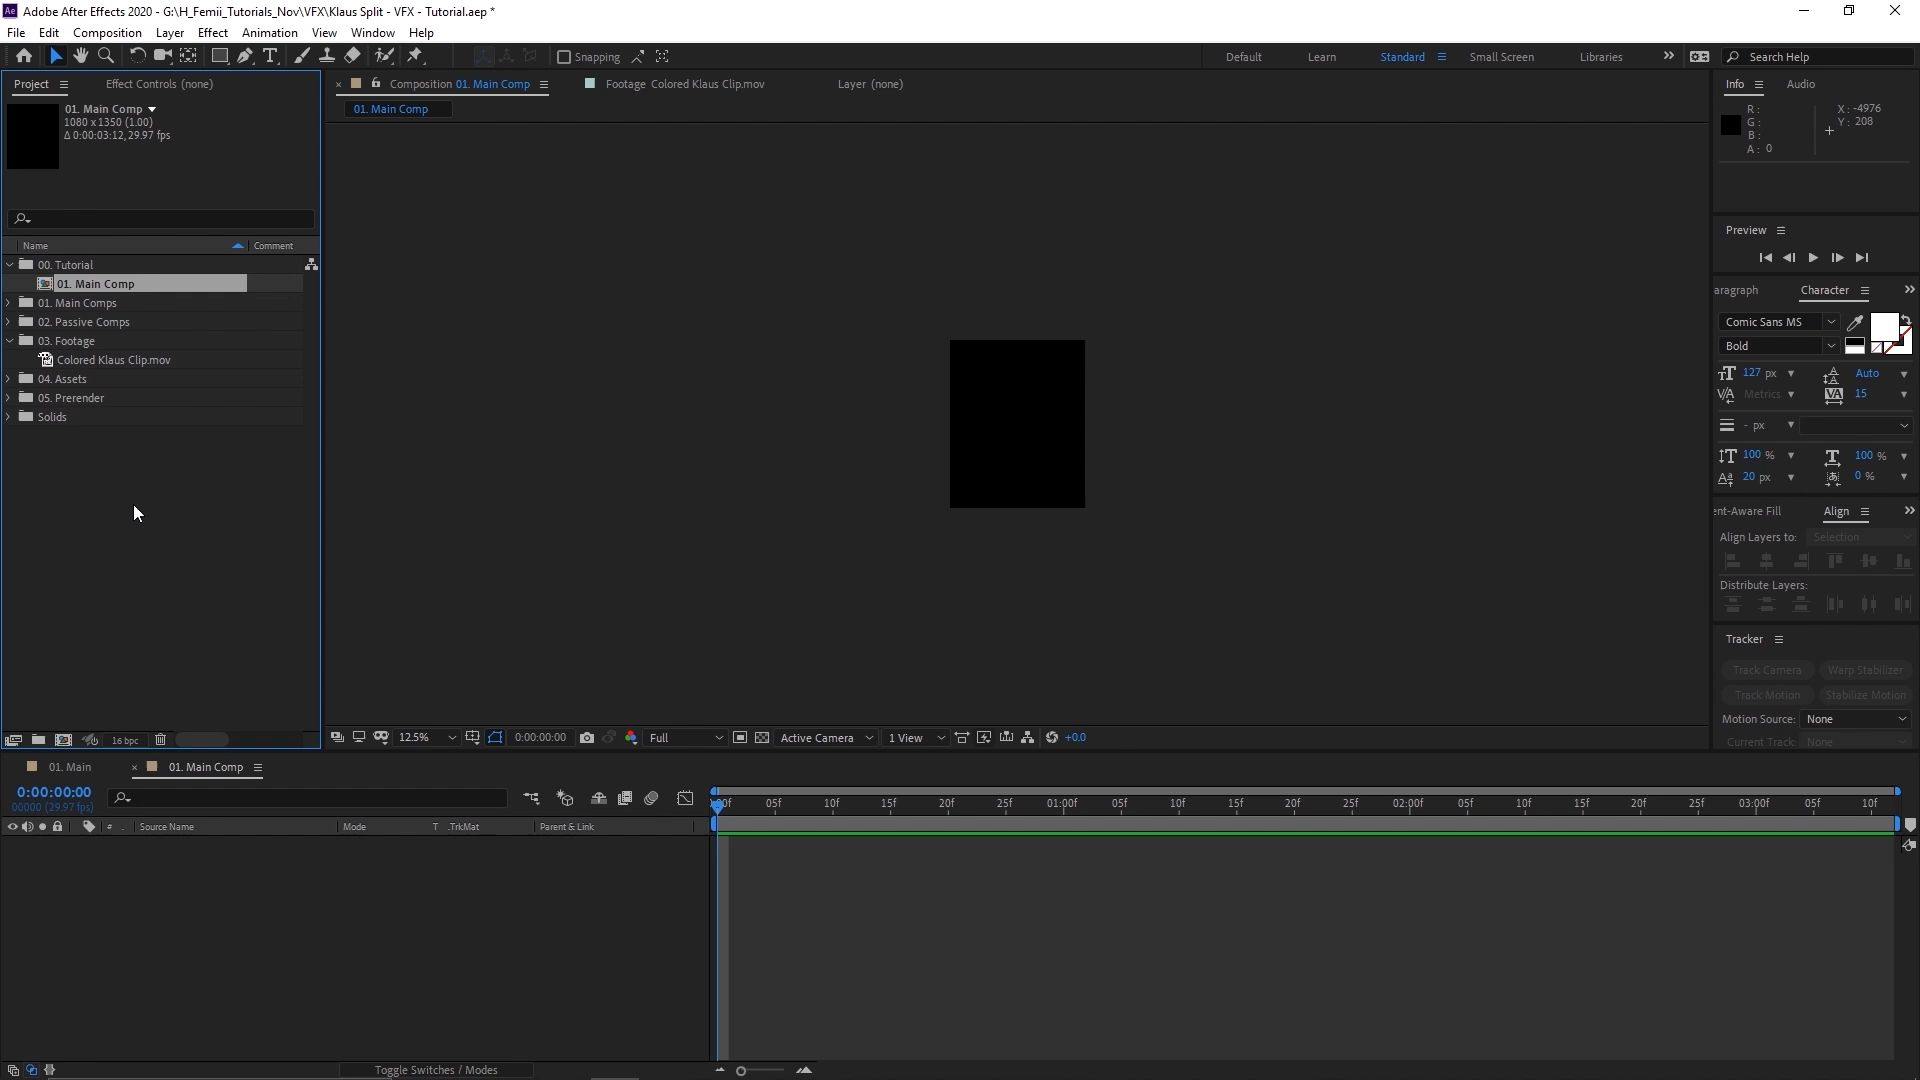 Adobe After Effects 2020 - G:\H_Femii_Tutorials_Nov\VFX\Klaus Split - VFX - Tutorial.aep *
File Edit Composition Layer Effect Animation View Window Help
Snapping
Default Learn Standard Small Screen Libraries Search Help
Project Effect Controls (none)
Composition 01. Main Comp Footage Colored Klaus Clip.mov Layer (none)
Info Audio
01. Main Comp
1080 x 1350 (1.00)
Δ 0:00:03:12, 29.97 fps
01. Main Comp
R :
G :
B :
A : 0
X : -4976
Y : 208
Name Comment
00. Tutorial
01. Main Comp
01. Main Comps
02. Passive Comps
03. Footage
Colored Klaus Clip.mov
04. Assets
05. Prerender
Solids
Preview
aragraph Character
Comic Sans MS
Bold
127 px Auto
Metrics 15
- px
100 % 100 %
20 px 0 %
ent-Aware Fill Align
Align Layers to: Selection
Distribute Layers:
Tracker
Track Camera Warp Stabilizer
Track Motion Stabilize Motion
Motion Source: None
Current Track: None
16 bpc
12.5% 0:00:00:00 Full Active Camera 1 View +0.0
01. Main 01. Main Comp
0:00:00:00
00000 (29.97 fps)
:00f 05f 10f 15f 20f 25f 01:00f 05f 10f 15f 20f 25f 02:00f 05f 10f 15f 20f 25f 03:00f 05f 10f
# Source Name Mode T .TrkMat Parent & Link
Toggle Switches / Modes